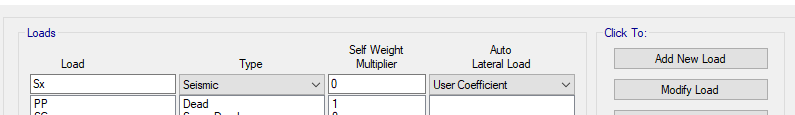 Loads
Click To:
Self Weight Auto
Load Type Multiplier Lateral Load
Sx Seismic 0 User Coefficient
PP Dead 1
Add New Load
Modify Load